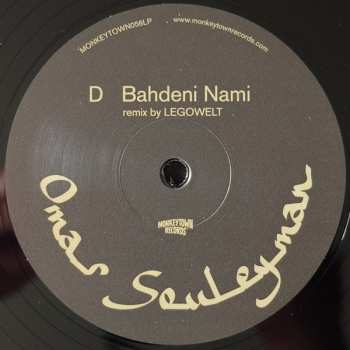 MONKEYTOWN056LP
www.monkeytownrecords.com
D Bahdeni Nami
remix by LEGOWELT
MONKEYTOWN
RECORDS
Omar Souleyman